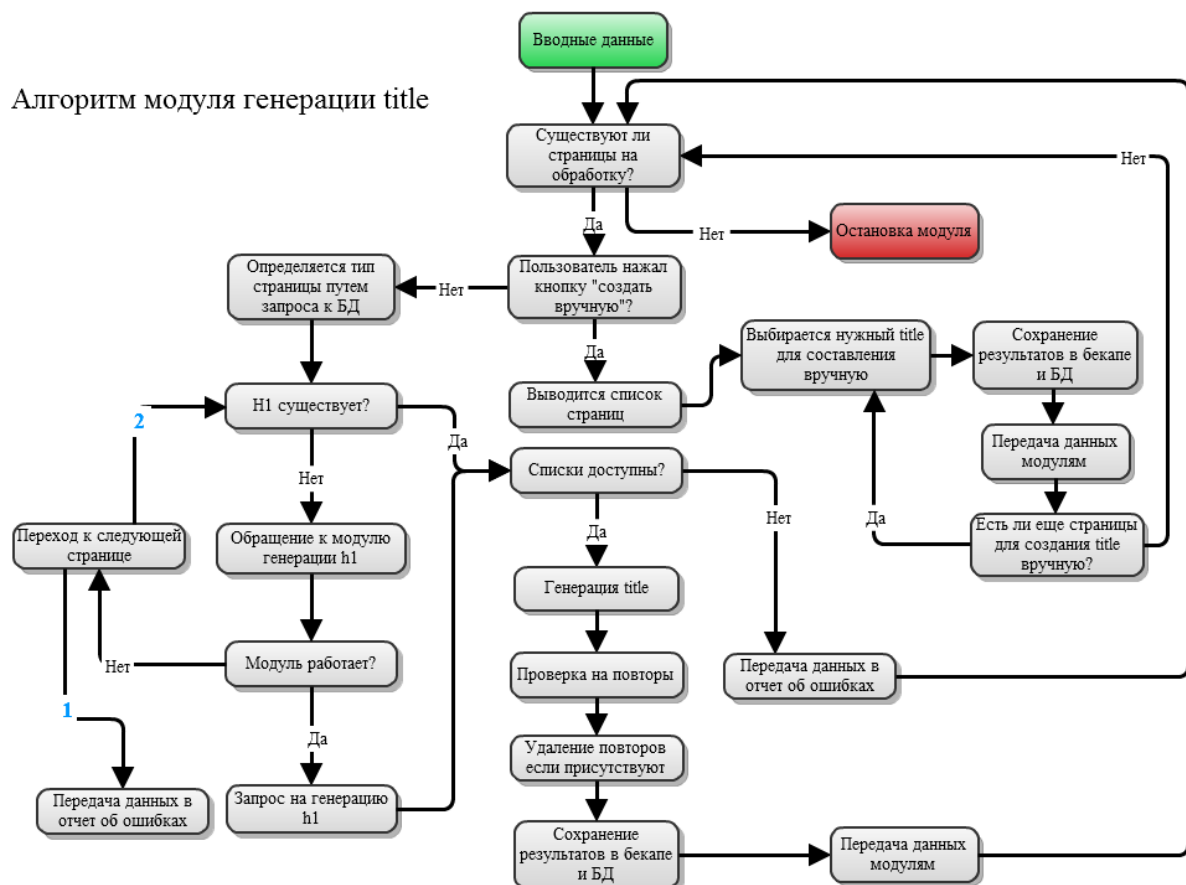 Вводные данные
Алгоритм модуля генерации title
Существуют ли
страницы на
обработку?
Нет
Да
Нет
Остановка модуля
Определяется тип
страницы путем
запроса к БД
Нет
Пользователь нажал
кнопку "создать
вручную"?
Да
Выбирается нужный title
для составления
вручную
Сохранение
результатов в бекапе
и БД
H1 существует?
Выводится список
страниц
2
Да
Передача данных
модулям
Нет
Списки доступны?
Переход к следующей
странице
Обращение к модулю
генерации h1
Да
Нет
Да
Есть ли еще страницы
для создания title
вручную?
Генерация title
Нет
Модуль работает?
Проверка на повторы
Передача данных в
отчет об ошибках
1
Да
Удаление повторов
если присутствуют
Передача данных в
отчет об ошибках
Запрос на генерацию
h1
Сохранение
результатов в бекапе
и БД
Передача данных
модулям